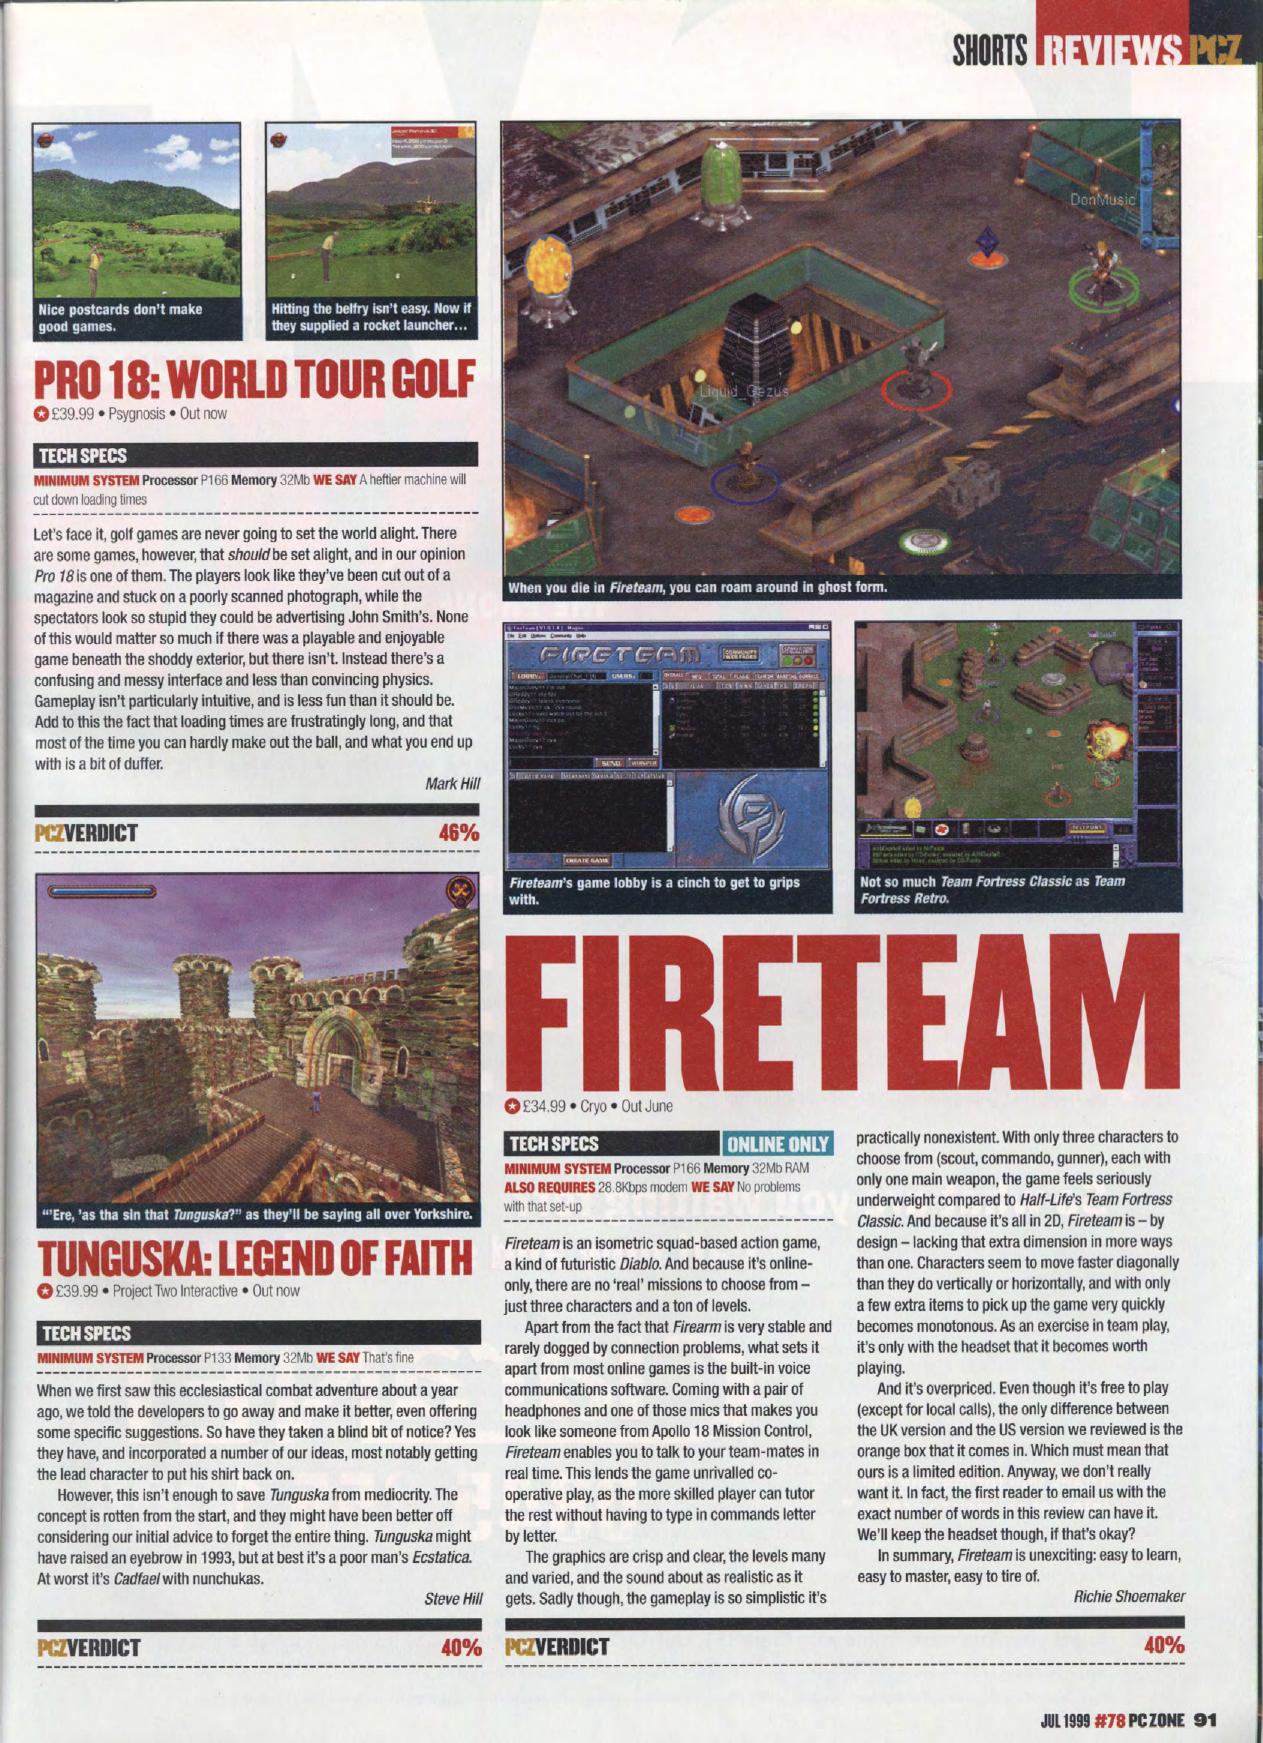 SHORTS REVIEWS PCZ
Nice postcards don't make
good games.
Hitting the belfry isn't easy. Now if
they supplied a rocket launcher...
PRO 18: WORLD TOUR GOLF
£39.99 • Psygnosis • Out now
TECH SPECS
MINIMUM SYSTEM Processor P166 Memory 32Mb WE SAY A heftier machine will
cut down loading times
Let's face it, golf games are never going to set the world alight. There
are some games, however, that should be set alight, and in our opinion
Pro 18 is one of them. The players look like they've been cut out of a
magazine and stuck on a poorly scanned photograph, while the
spectators look so stupid they could be advertising John Smith's. None
of this would matter so much if there was a playable and enjoyable
game beneath the shoddy exterior, but there isn't. Instead there's a
confusing and messy interface and less than convincing physics.
Gameplay isn't particularly intuitive, and is less fun than it should be.
Add to this the fact that loading times are frustratingly long, and that
most of the time you can hardly make out the ball, and what you end up
with is a bit of duffer.
Mark Hill
PCZVERDICT 46%
"'Ere, 'as tha sin that Tunguska?" as they'll be saying all over Yorkshire.
TUNGUSKA: LEGEND OF FAITH
£39.99 • Project Two Interactive • Out now
TECH SPECS
MINIMUM SYSTEM Processor P133 Memory 32Mb WE SAY That's fine
When we first saw this ecclesiastical combat adventure about a year
ago, we told the developers to go away and make it better, even offering
some specific suggestions. So have they taken a blind bit of notice? Yes
they have, and incorporated a number of our ideas, most notably getting
the lead character to put his shirt back on.
However, this isn't enough to save Tunguska from mediocrity. The
concept is rotten from the start, and they might have been better off
considering our initial advice to forget the entire thing. Tunguska might
have raised an eyebrow in 1993, but at best it's a poor man's Ecstatica.
At worst it's Cadfael with nunchukas.
Steve Hill
PCZVERDICT 40%
DonMusic
Liquid_Gezus
When you die in Fireteam, you can roam around in ghost form.
FIRETEAM
LOBBY:
USERS:
SEND
CREATE GAME
Fireteam's game lobby is a cinch to get to grips
with.
TELEPORT
Not so much Team Fortress Classic as Team
Fortress Retro.
FIRETEAM
£34.99 • Cryo • Out June
TECH SPECS ONLINE ONLY
MINIMUM SYSTEM Processor P166 Memory 32Mb RAM
ALSO REQUIRES 28.8Kbps modem WE SAY No problems
with that set-up
Fireteam is an isometric squad-based action game,
a kind of futuristic Diablo. And because it's online-
only, there are no 'real' missions to choose from –
just three characters and a ton of levels.
Apart from the fact that Firearm is very stable and
rarely dogged by connection problems, what sets it
apart from most online games is the built-in voice
communications software. Coming with a pair of
headphones and one of those mics that makes you
look like someone from Apollo 18 Mission Control,
Fireteam enables you to talk to your team-mates in
real time. This lends the game unrivalled co-
operative play, as the more skilled player can tutor
the rest without having to type in commands letter
by letter.
The graphics are crisp and clear, the levels many
and varied, and the sound about as realistic as it
gets. Sadly though, the gameplay is so simplistic it's
practically nonexistent. With only three characters to
choose from (scout, commando, gunner), each with
only one main weapon, the game feels seriously
underweight compared to Half-Life's Team Fortress
Classic. And because it's all in 2D, Fireteam is – by
design – lacking that extra dimension in more ways
than one. Characters seem to move faster diagonally
than they do vertically or horizontally, and with only
a few extra items to pick up the game very quickly
becomes monotonous. As an exercise in team play,
it's only with the headset that it becomes worth
playing.
And it's overpriced. Even though it's free to play
(except for local calls), the only difference between
the UK version and the US version we reviewed is the
orange box that it comes in. Which must mean that
ours is a limited edition. Anyway, we don't really
want it. In fact, the first reader to email us with the
exact number of words in this review can have it.
We'll keep the headset though, if that's okay?
In summary, Fireteam is unexciting: easy to learn,
easy to master, easy to tire of.
Richie Shoemaker
PCZVERDICT 40%
JUL 1999 #78 PC ZONE 91